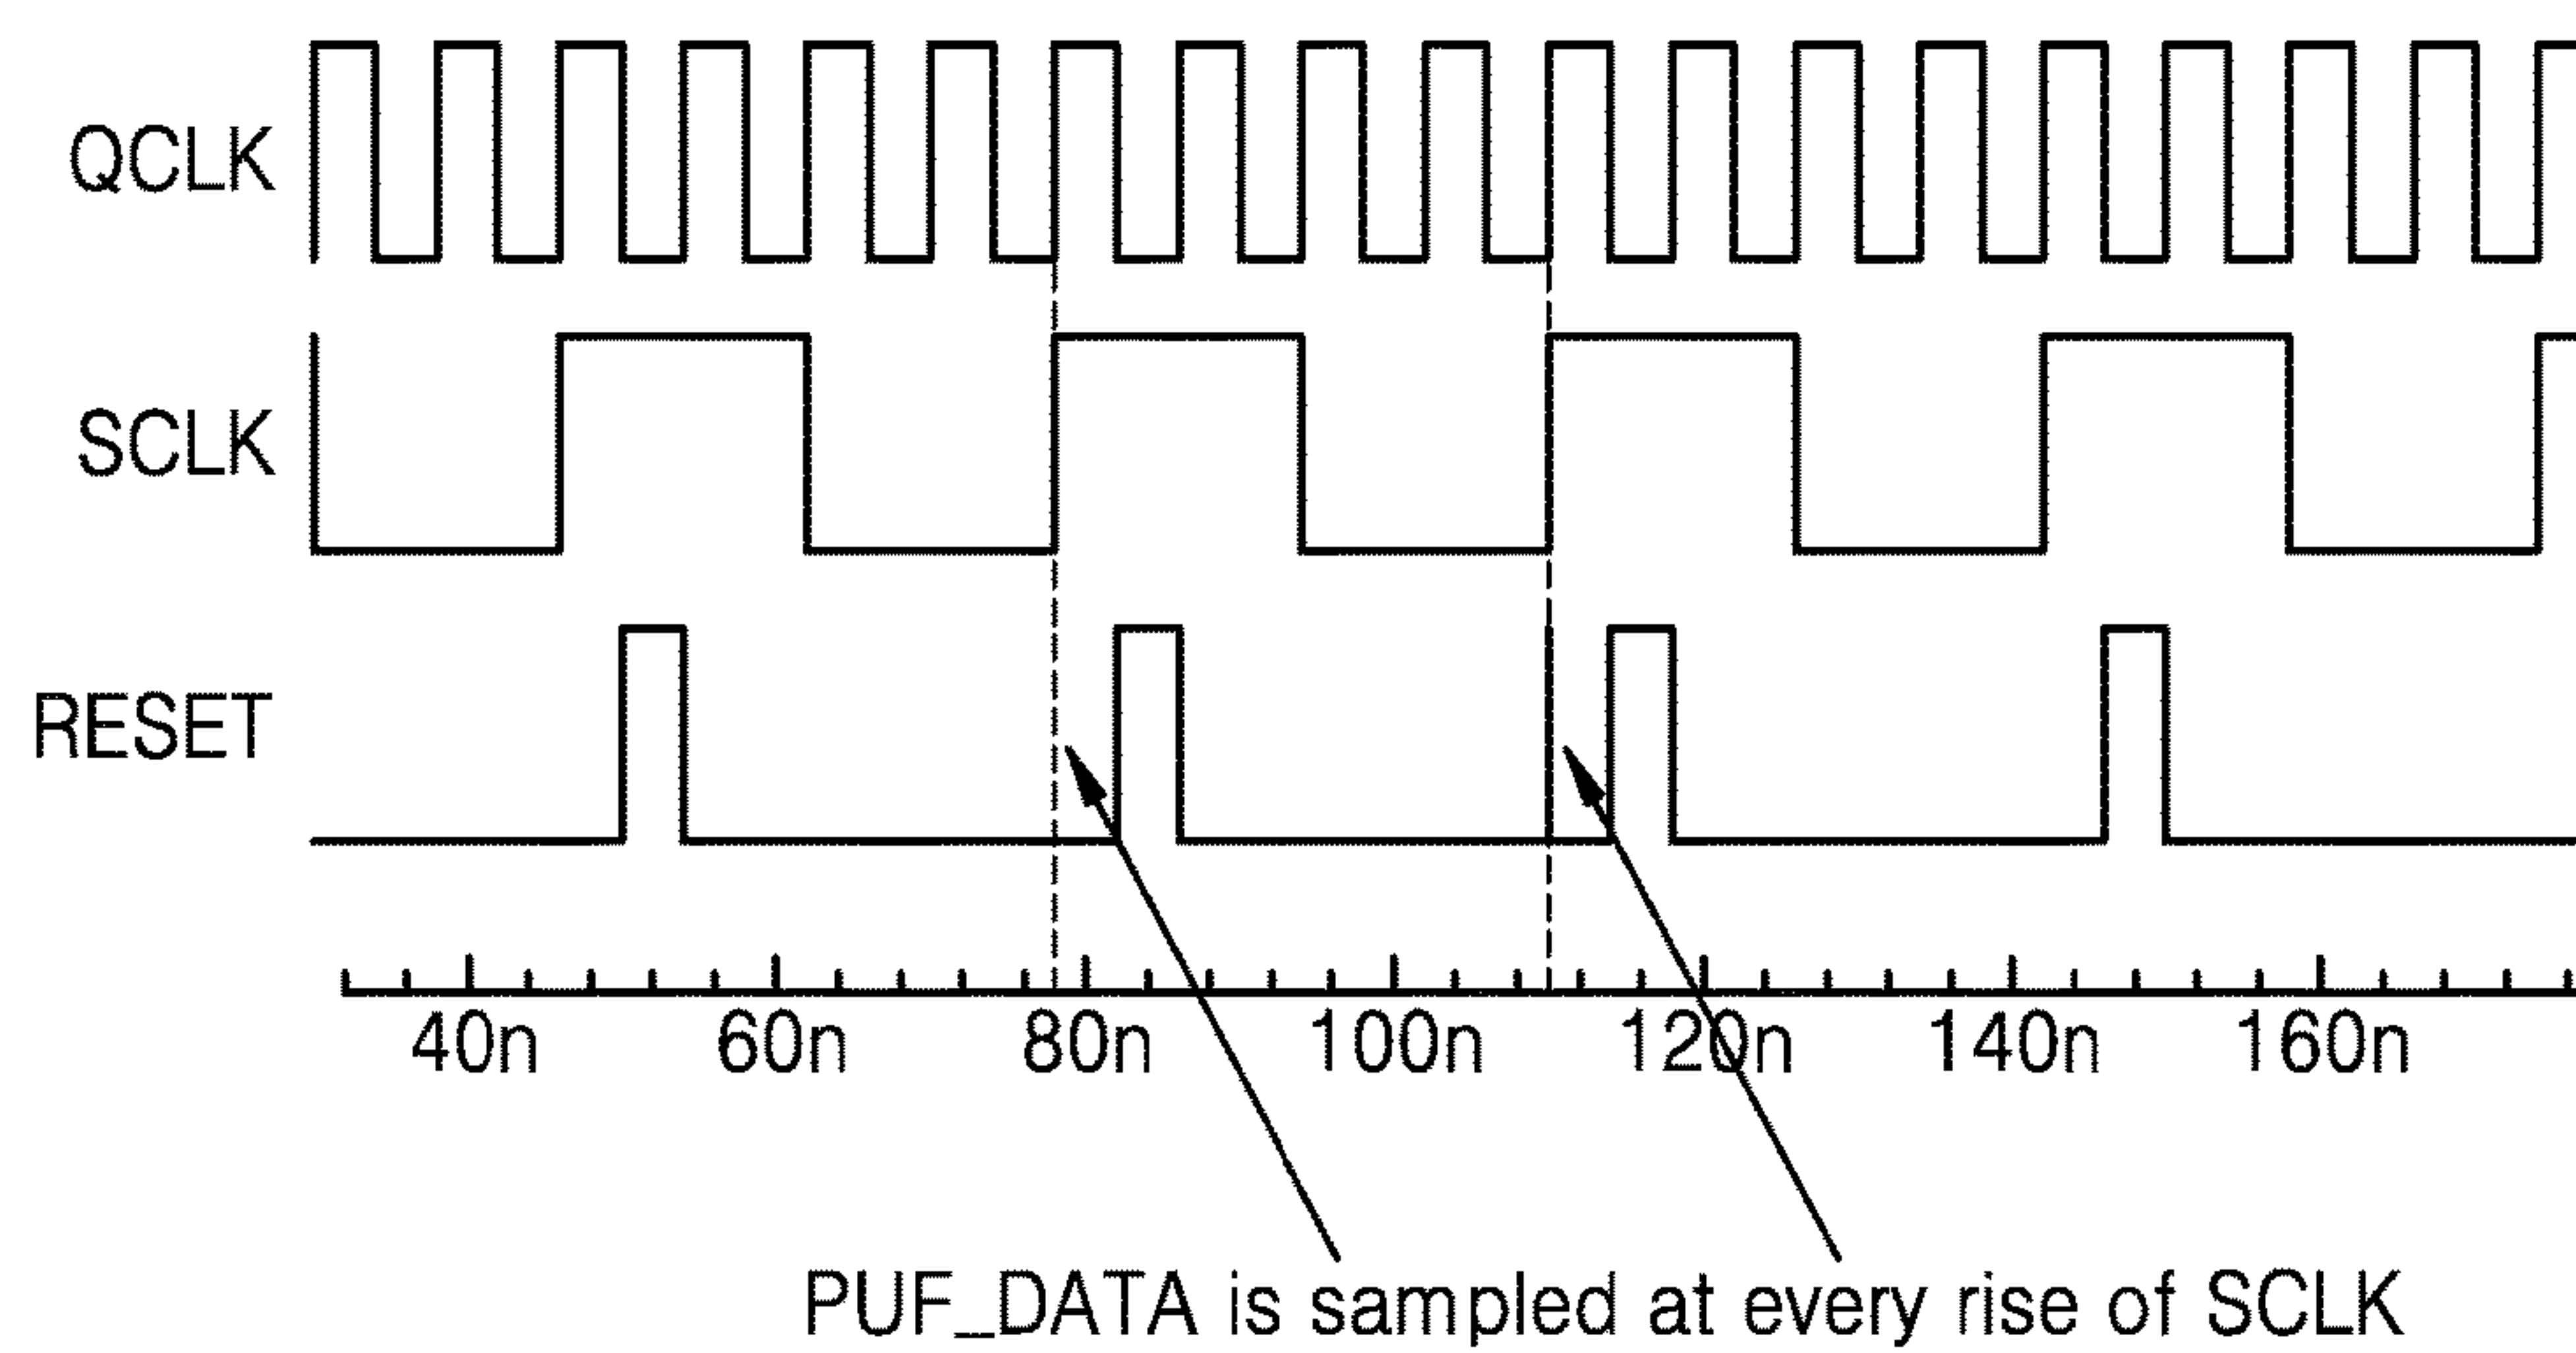 QCLK
SCLK
RESET
40n 60n 80n 100n 120n 140n 160n
PUF_DATA is sampled at every rise of SCLK